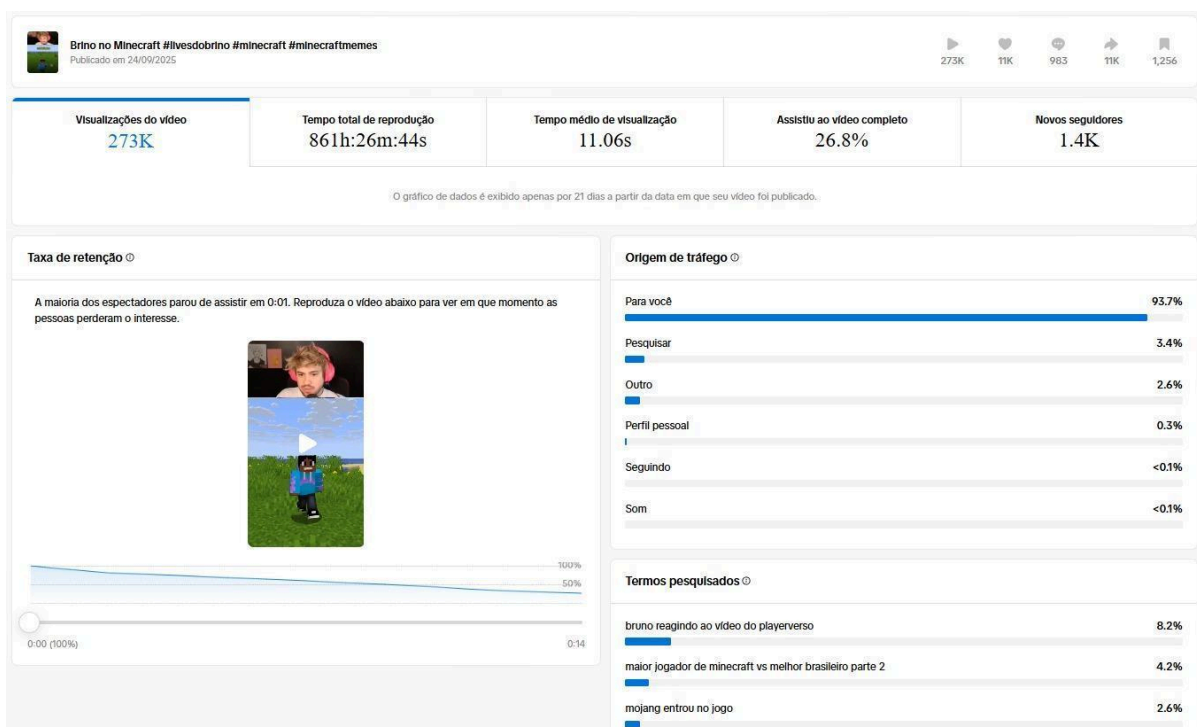 Brino no Minecraft #livesdobrino #minecraft #minecraftmemes
Publicado em 24/09/2025
273K
11K
983
11K
1,256
Visualizações do vídeo
273K
Tempo total de reprodução
861h:26m:44s
Tempo médio de visualização
11.06s
Assistiu ao vídeo completo
26.8%
Novos seguidores
1.4K
O gráfico de dados é exibido apenas por 21 dias a partir da data em que seu vídeo foi publicado.
Taxa de retenção
A maioria dos espectadores parou de assistir em 0:01. Reproduza o vídeo abaixo para ver em que momento as
pessoas perderam o interesse.
100%
50%
0:00 (100%)
0:14
Origem de tráfego
Para você
93.7%
Pesquisar
3.4%
Outro
2.6%
Perfil pessoal
0.3%
Seguindo
<0.1%
Som
<0.1%
Termos pesquisados
bruno reagindo ao vídeo do playerverso
8.2%
maior jogador de minecraft vs melhor brasileiro parte 2
4.2%
mojang entrou no jogo
2.6%